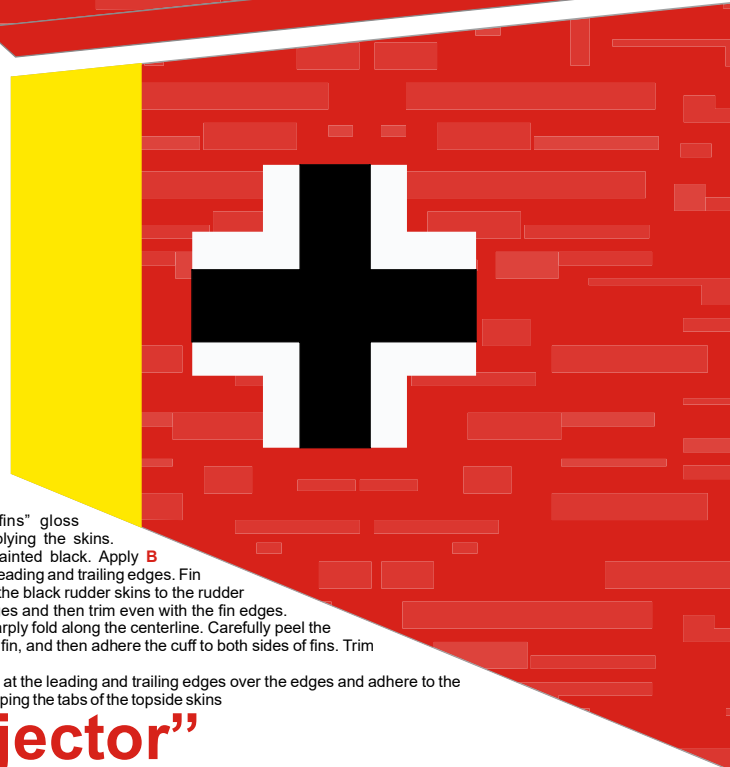 fins” gloss
lying the skins.
ainted black. Apply B
eading and trailing edges. Fin
the black rudder skins to the rudder
es and then trim even with the fin edges.
arply fold along the centerline. Carefully peel the
fin, and then adhere the cuff to both sides of fins. Trim
at the leading and trailing edges over the edges and adhere to the
ping the tabs of the topside skins
jector”